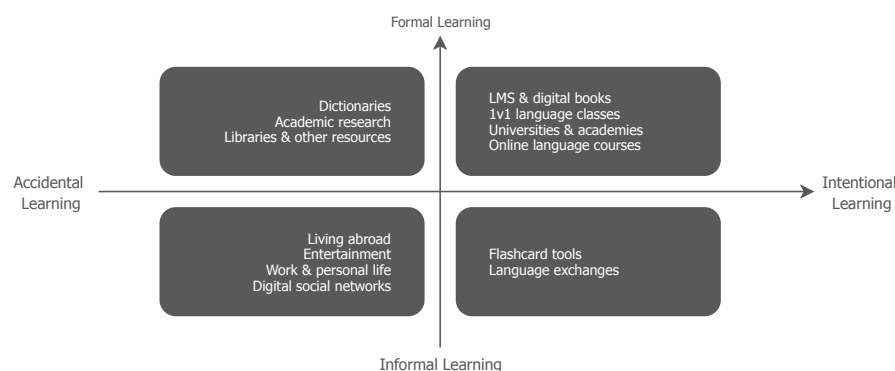 Formal Learning
Dictionaries
Academic research
Libraries & other resources
LMS & digital books
1v1 language classes
Universities & academies
Online language courses
Accidental
Learning
Intentional
Learning
Living abroad
Entertainment
Work & personal life
Digital social networks
Flashcard tools
Language exchanges
Informal Learning